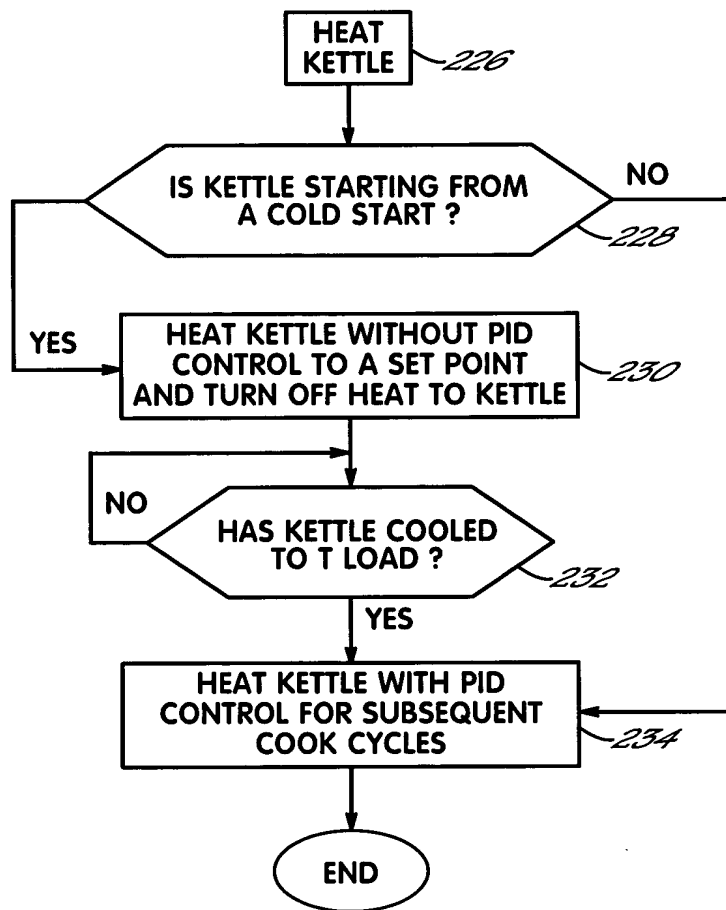 HEAT
KETTLE
226
IS KETTLE STARTING FROM
A COLD START ?
NO
228
YES
HEAT KETTLE WITHOUT PID
CONTROL TO A SET POINT
AND TURN OFF HEAT TO KETTLE
230
NO
HAS KETTLE COOLED
TO T LOAD ?
232
YES
HEAT KETTLE WITH PID
CONTROL FOR SUBSEQUENT
COOK CYCLES
234
END